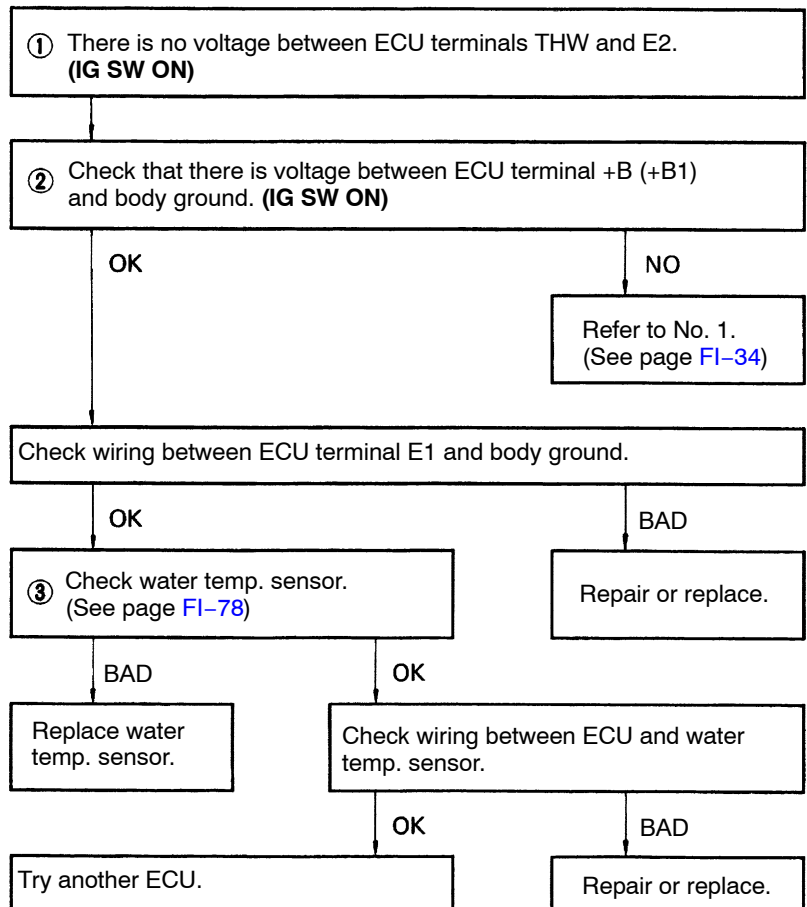 ① There is no voltage between ECU terminals THW and E2.
(IG SW ON)
② Check that there is voltage between ECU terminal +B (+B1)
and body ground. (IG SW ON)
OK
NO
Refer to No. 1.
(See page FI–34)
Check wiring between ECU terminal E1 and body ground.
OK
BAD
③ Check water temp. sensor.
(See page FI–78)
Repair or replace.
BAD
OK
Replace water
temp. sensor.
Check wiring between ECU and water
temp. sensor.
OK
BAD
Try another ECU.
Repair or replace.